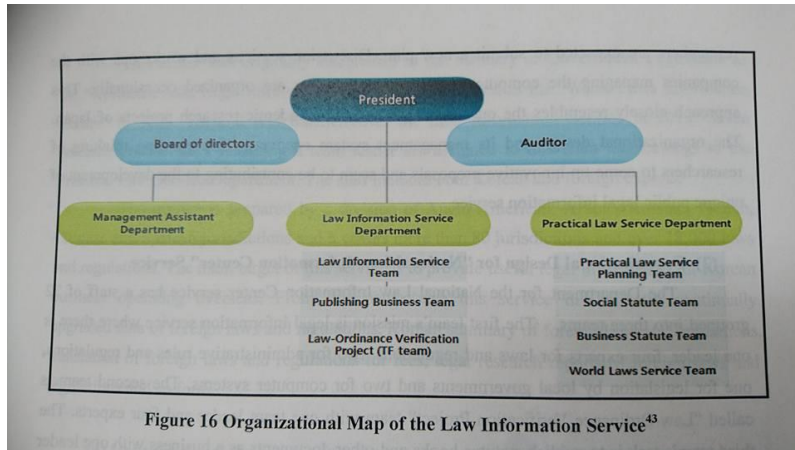 President
Board of directors
Auditor
Management Assistant
Department
Law Information Service
Department
Practical Law Service Department
Law Information Service
Team
Publishing Business Team
Law-Ordinance Verification
Project (TF team)
Practical Law Service
Planning Team
Social Statute Team
Business Statute Team
World Laws Service Team
Figure 16 Organizational Map of the Law Information Service43